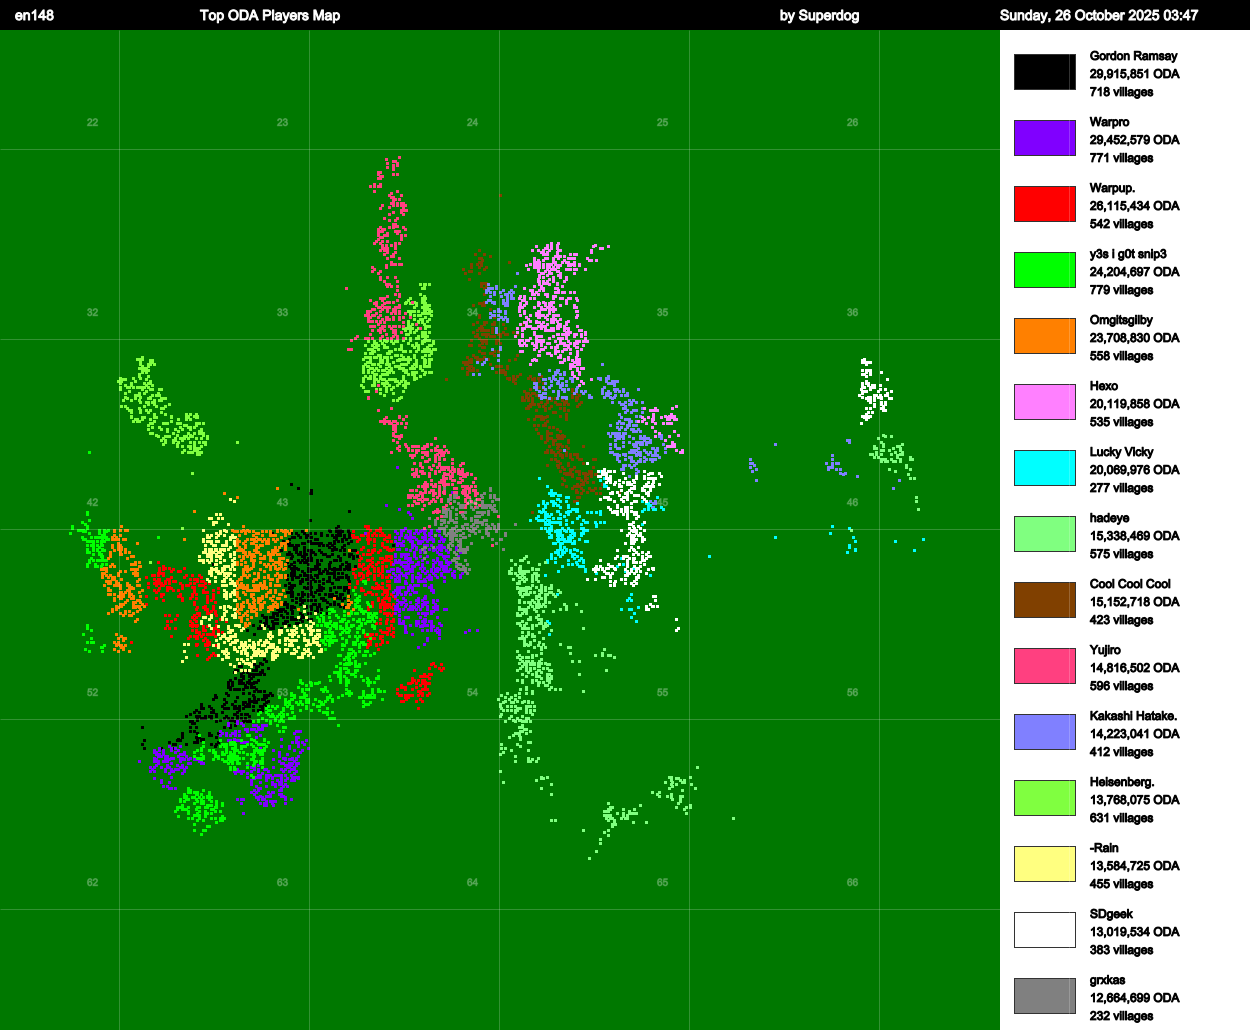 en148 Top ODA Players Map by Superdog Sunday, 26 October 2025 03:47
Gordon Ramsay
29,915,851 ODA
718 villages
Warpro
29,452,579 ODA
771 villages
Warpup.
26,115,434 ODA
542 villages
y3s I g0t snip3
24,204,697 ODA
779 villages
Omgitsgilby
23,708,830 ODA
558 villages
Hexo
20,119,858 ODA
535 villages
Lucky Vicky
20,069,976 ODA
277 villages
hadeye
15,338,469 ODA
575 villages
Cool Cool Cool
15,152,718 ODA
423 villages
Yujiro
14,816,502 ODA
596 villages
Kakashi Hatake.
14,223,041 ODA
412 villages
Heisenberg.
13,768,075 ODA
631 villages
-Rain
13,584,725 ODA
455 villages
SDgeek
13,019,534 ODA
383 villages
grxkas
12,664,699 ODA
232 villages
22 23 24 25 26
32 33 34 35 36
42 43 45 46
52 53 54 55 56
62 63 64 65 66